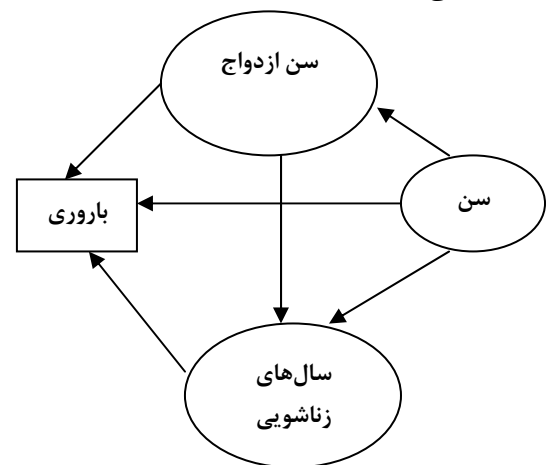 سن ازدواج
سن
باروری
سال‌های
زناشویی